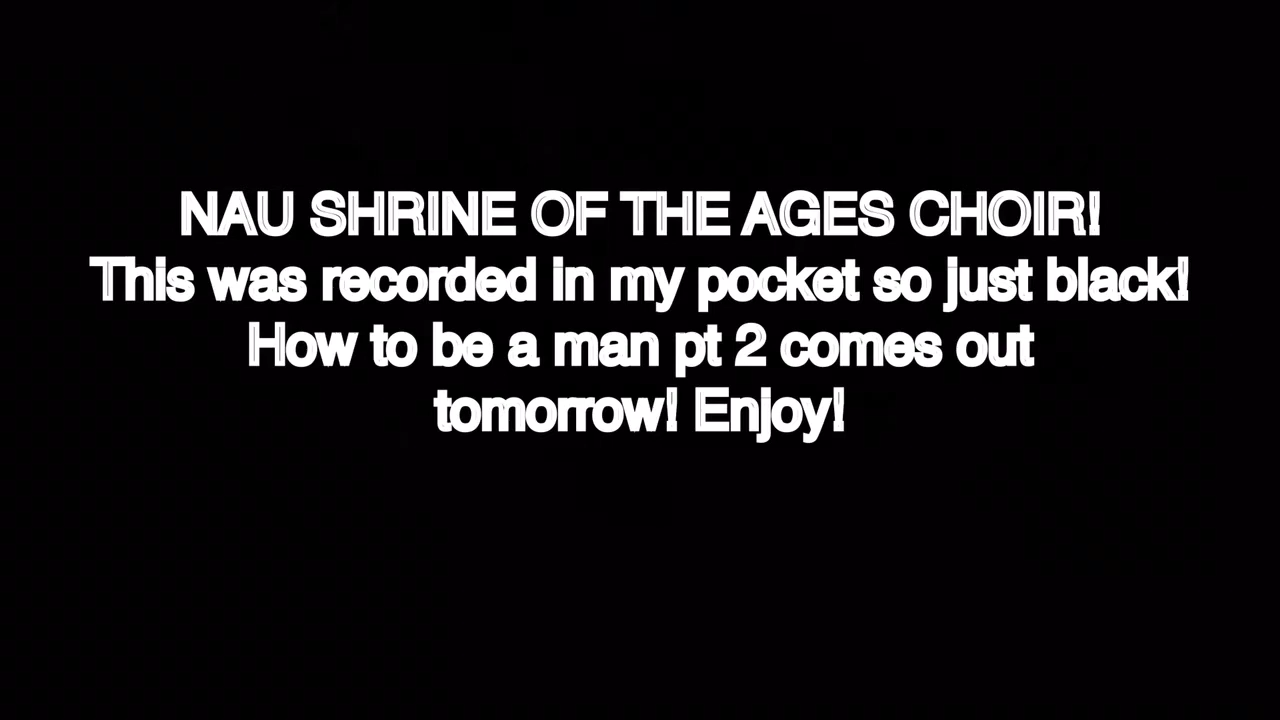 NAU SHRINE OF THE AGES CHOIR!
This was recorded in my pocket so just black!
How to be a man pt 2 comes out
tomorrow! Enjoy!